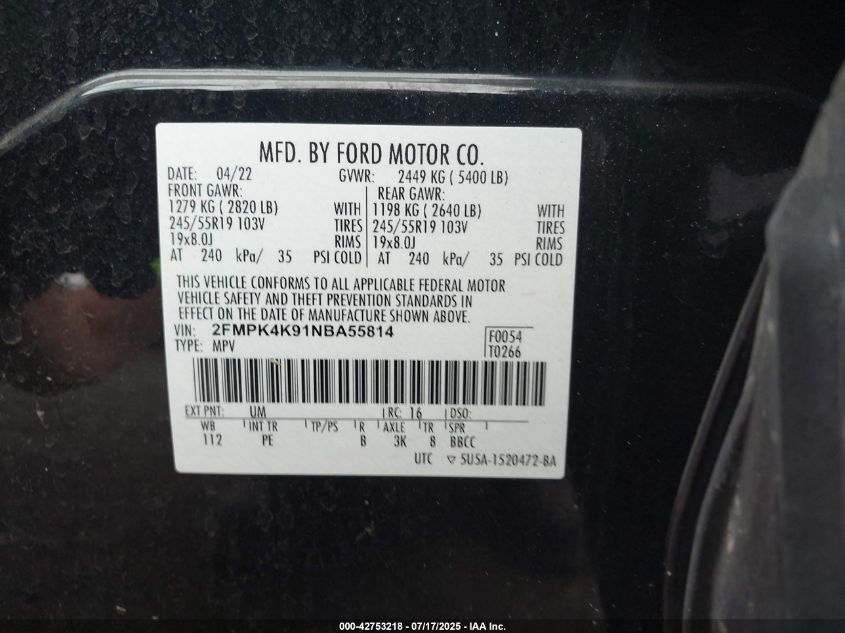 MFD. BY FORD MOTOR CO.
DATE: 04/22 GVWR: 2449 KG ( 5400 LB)
FRONT GAWR: REAR GAWR:
1279 KG ( 2820 LB) WITH 1198 KG ( 2640 LB) WITH
245/55R19 103V TIRES 245/55R19 103V TIRES
19x8.0J RIMS 19x8.0J RIMS
AT 240 kPa/ 35 PSI COLD AT 240 kPa/ 35 PSI COLD
THIS VEHICLE CONFORMS TO ALL APPLICABLE FEDERAL MOTOR
VEHICLE SAFETY AND THEFT PREVENTION STANDARDS IN
EFFECT ON THE DATE OF MANUFACTURE SHOWN ABOVE.
VIN: 2FMPK4K91NBA55814 F0054
TYPE: MPV T0266
EXT PNT: UM RC: 16 DSO:
WB INT TR TP/PS R AXLE TR SPR
112 PE B 3K 8 BBCC
UTC ▽ 5U5A-1520472-BA
000-42753218 - 07/17/2025 - IAA Inc.